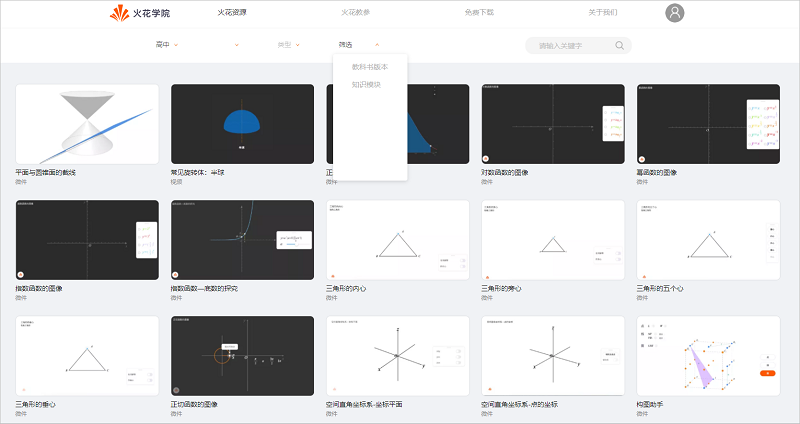 火花学院
火花资源
火花教参
免费下载
关于我们
高中
类型
筛选
请输入关键字
教科书版本
知识模块
平面与圆锥面的截线
微件
常见旋转体：半球
视频
正
对数函数的图像
微件
幂函数的图像
微件
指数函数的图像
微件
指数函数—底数的探究
微件
三角形的内心
微件
三角形的旁心
微件
三角形的五个心
微件
三角形的垂心
微件
正切函数的图像
微件
空间直角坐标系-坐标平面
微件
空间直角坐标系-点的坐标
微件
构图助手
微件